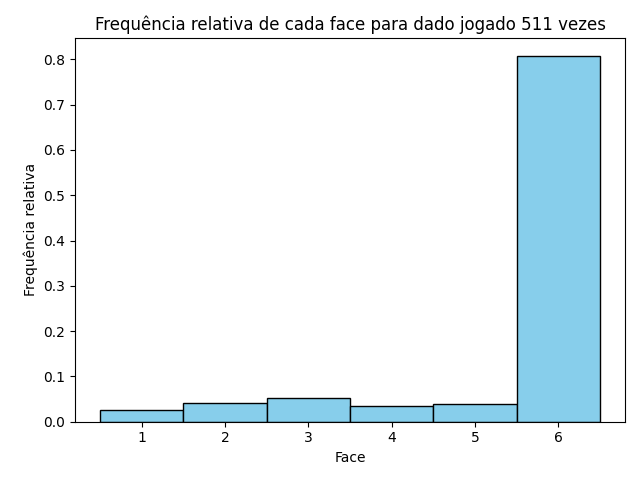 Frequência relativa de cada face para dado jogado 511 vezes
0.8
0.7
0.6
0.5
0.4
0.3
0.2
0.1
0.0
Frequência relativa
1 2 3 4 5 6
Face